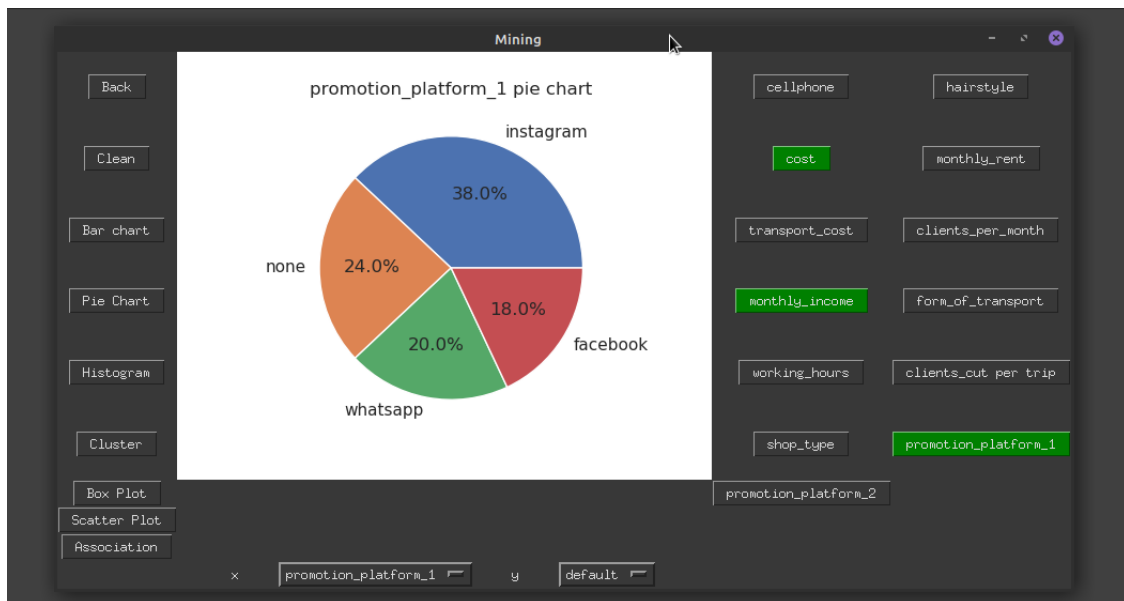 Mining
Back
Clean
Bar chart
Pie Chart
Histogram
Cluster
Box Plot
Scatter Plot
Association
promotion_platform_1 pie chart
instagram
38.0%
none
24.0%
18.0%
20.0%
facebook
whatsapp
cellphone
hairstyle
cost
monthly_rent
transport_cost
clients_per_month
monthly_income
form_of_transport
working_hours
clients_cut per trip
shop_type
promotion_platform_1
promotion_platform_2
x
promotion_platform_1
y
default